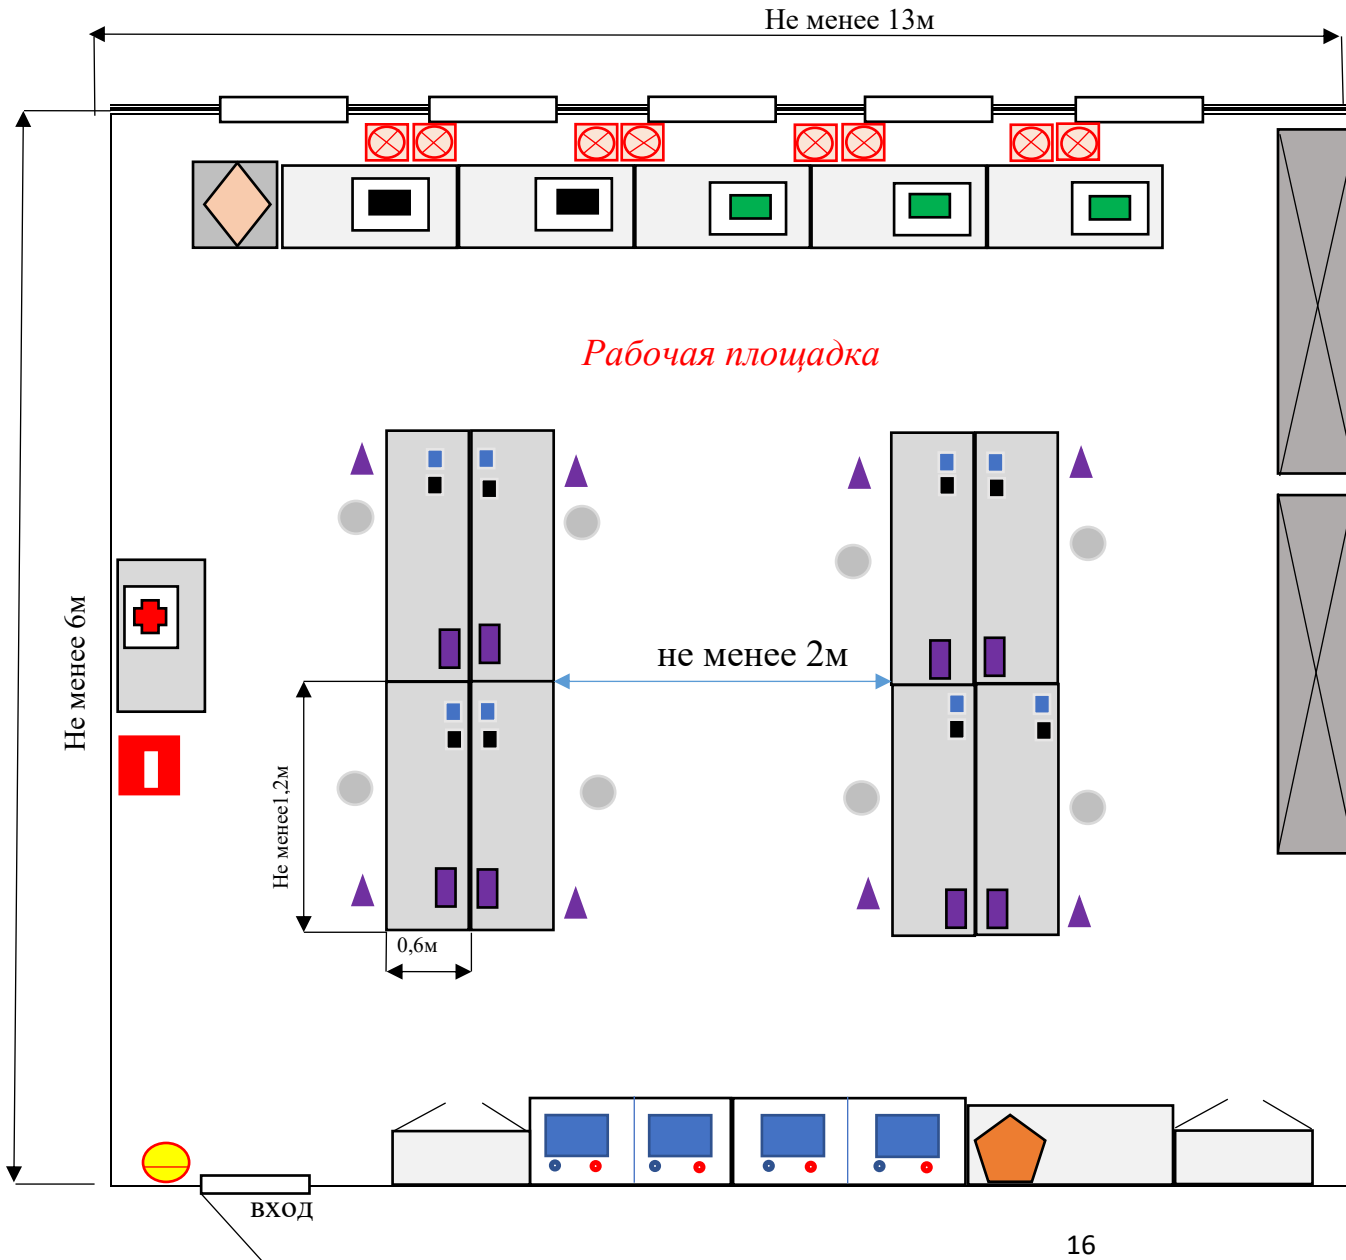 Не менее 13м
Рабочая площадка
Не менее 6м
не менее 2м
Не менее1,2м
0,6м
вход
16